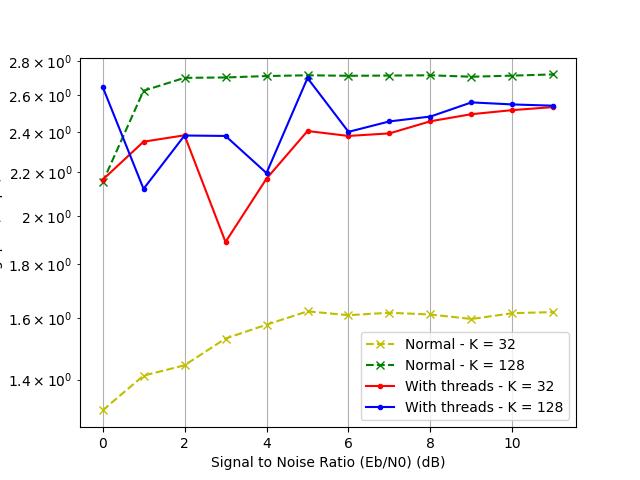 2.8 × 10⁰
2.6 × 10⁰
2.4 × 10⁰
2.2 × 10⁰
2 × 10⁰
1.8 × 10⁰
1.6 × 10⁰
1.4 × 10⁰
Normal - K = 32
Normal - K = 128
With threads - K = 32
With threads - K = 128
0 2 4 6 8 10
Signal to Noise Ratio (Eb/N0) (dB)